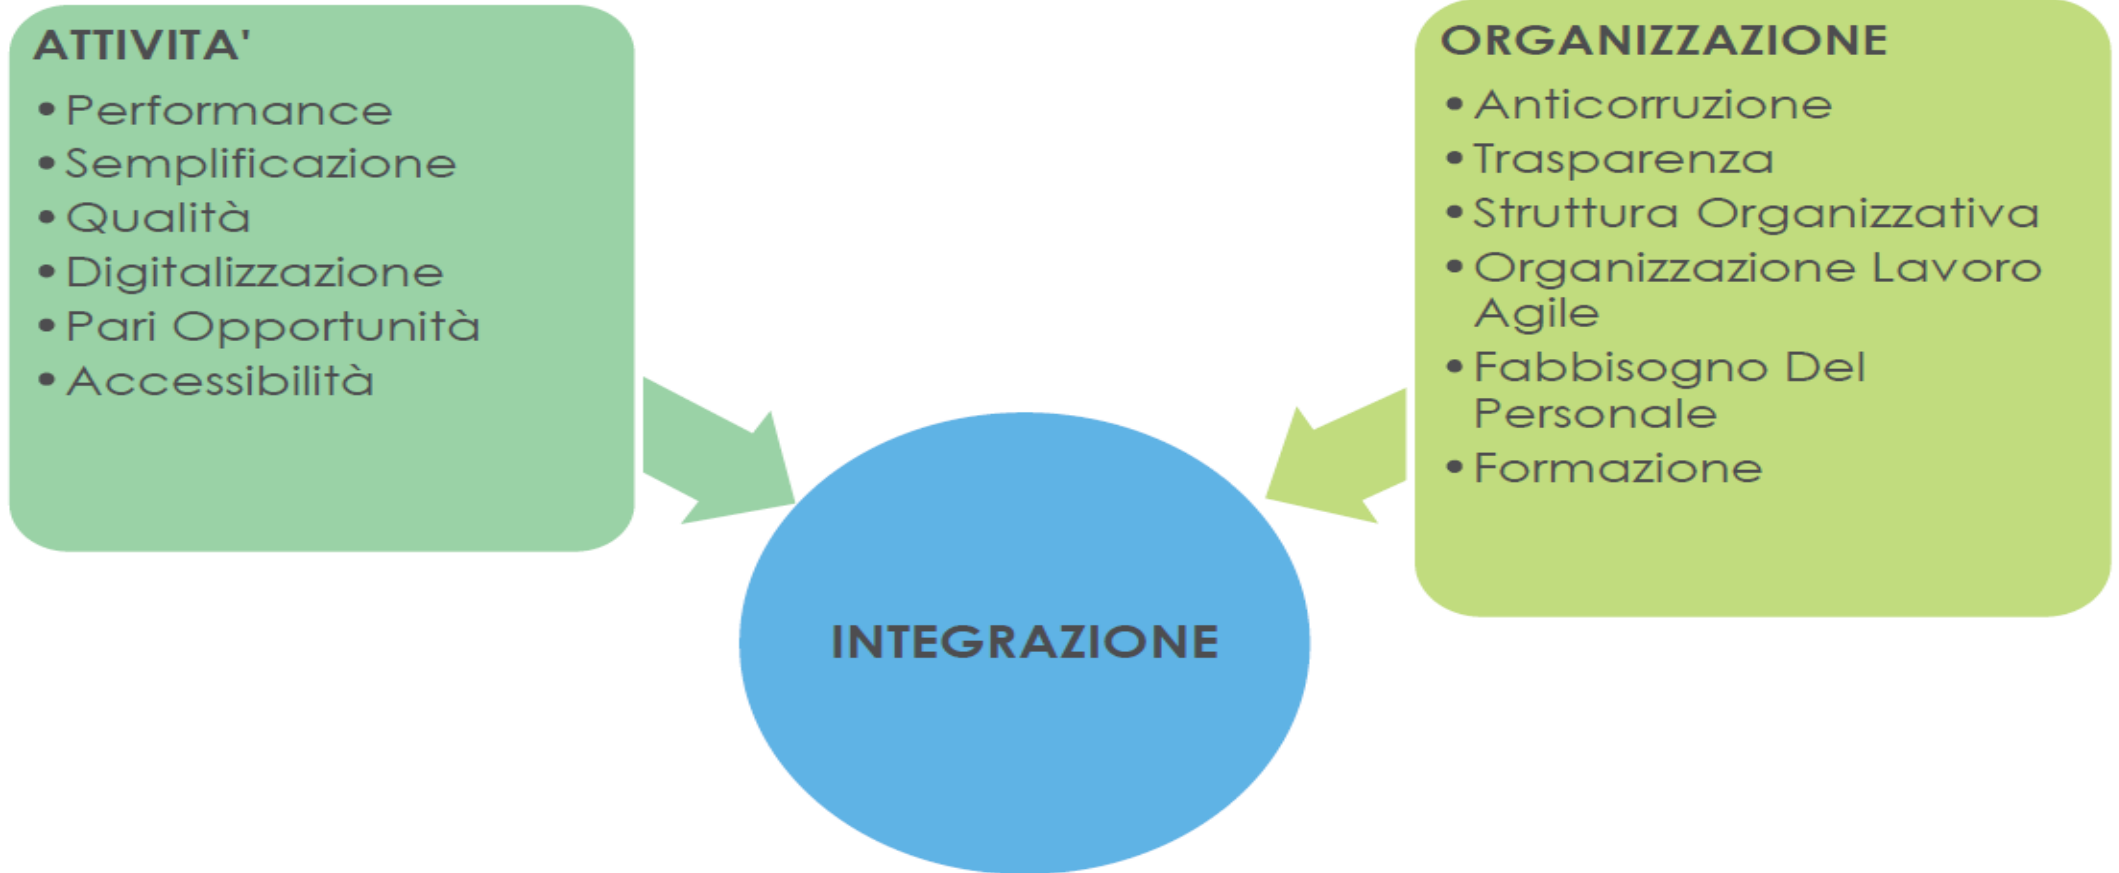 ATTIVITA'
• Performance
• Semplificazione
• Qualità
• Digitalizzazione
• Pari Opportunità
• Accessibilità
ORGANIZZAZIONE
• Anticorruzione
• Trasparenza
• Struttura Organizzativa
• Organizzazione Lavoro
Agile
• Fabbisogno Del
Personale
• Formazione
INTEGRAZIONE